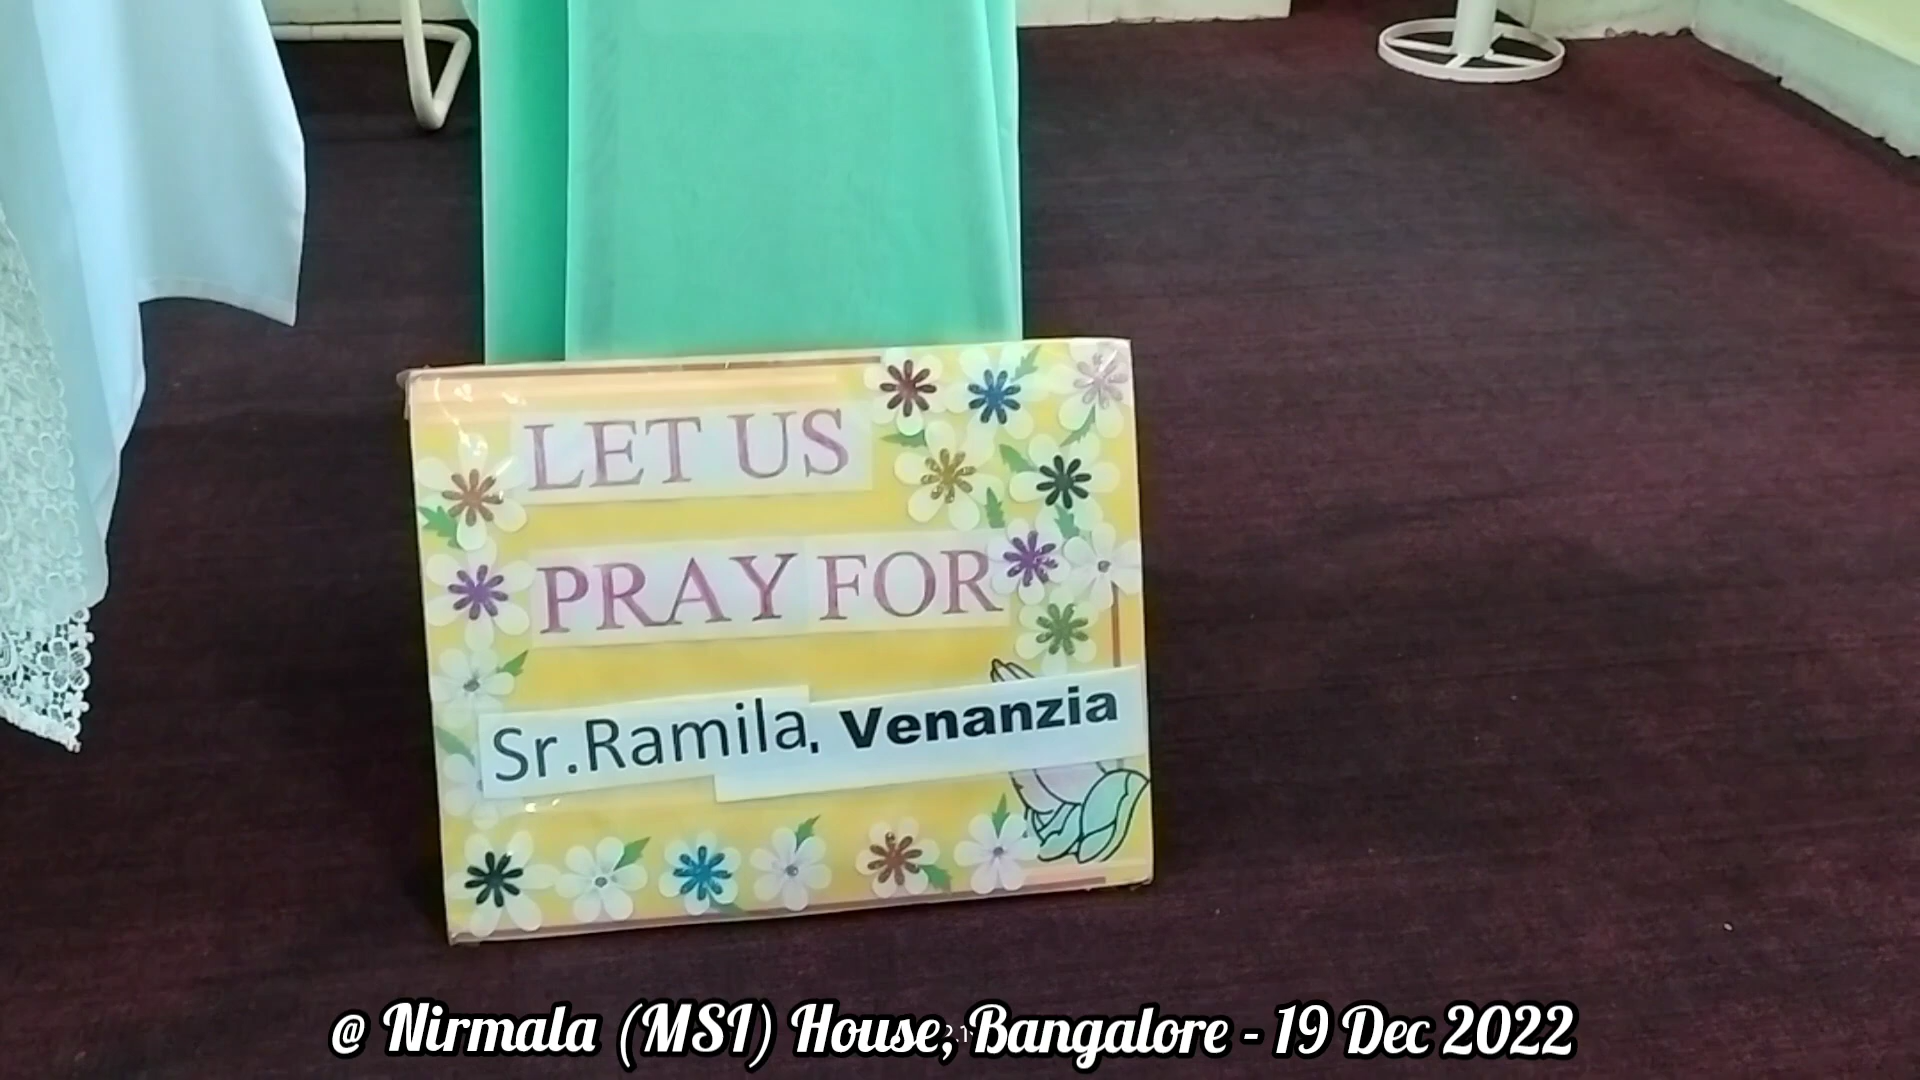 LET US
PRAY FOR
Sr.Ramila, Venanzia
@ Nirmala (MSI) House, Bangalore - 19 Dec 2022